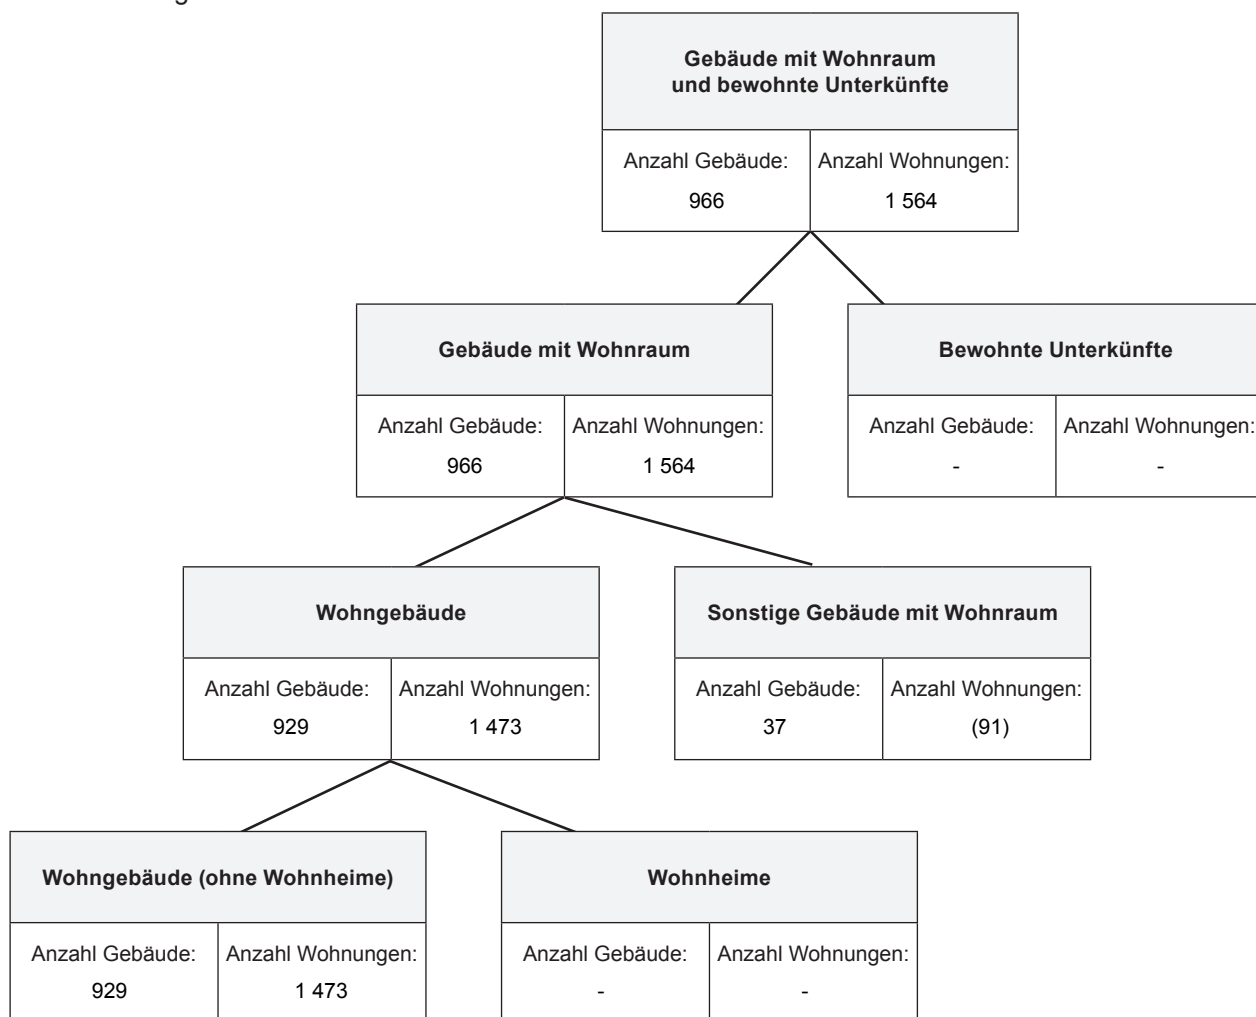 Gebäude mit Wohnraum
und bewohnte Unterkünfte
Anzahl Gebäude: Anzahl Wohnungen:
966 1 564
Gebäude mit Wohnraum
Anzahl Gebäude: Anzahl Wohnungen:
966 1 564
Bewohnte Unterkünfte
Anzahl Gebäude: Anzahl Wohnungen:
- -
Wohngebäude
Anzahl Gebäude: Anzahl Wohnungen:
929 1 473
Sonstige Gebäude mit Wohnraum
Anzahl Gebäude: Anzahl Wohnungen:
37 (91)
Wohngebäude (ohne Wohnheime)
Anzahl Gebäude: Anzahl Wohnungen:
929 1 473
Wohnheime
Anzahl Gebäude: Anzahl Wohnungen:
- -